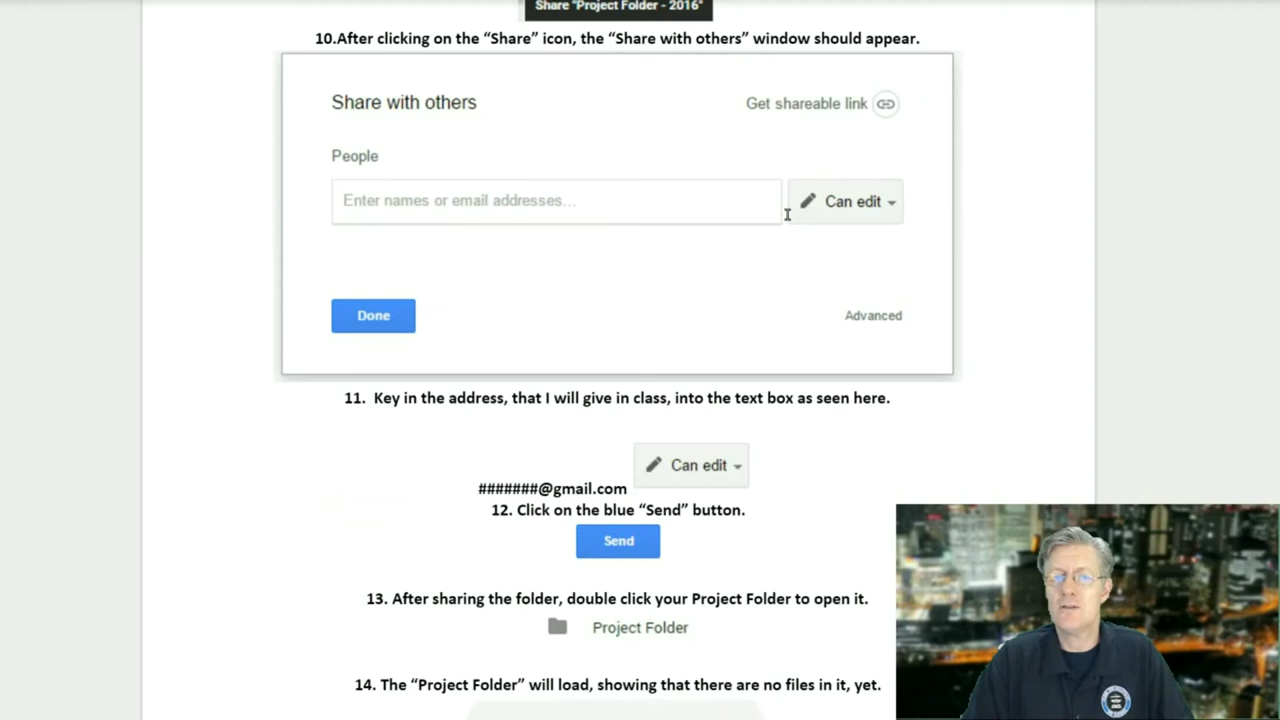 Share "Project Folder - 2016"
10.After clicking on the “Share” icon, the “Share with others” window should appear.
Share with others
Get shareable link
People
Enter names or email addresses...
Can edit
Done
Advanced
11. Key in the address, that I will give in class, into the text box as seen here.
Can edit
#######@gmail.com
12. Click on the blue “Send” button.
Send
13. After sharing the folder, double click your Project Folder to open it.
Project Folder
14. The “Project Folder” will load, showing that there are no files in it, yet.